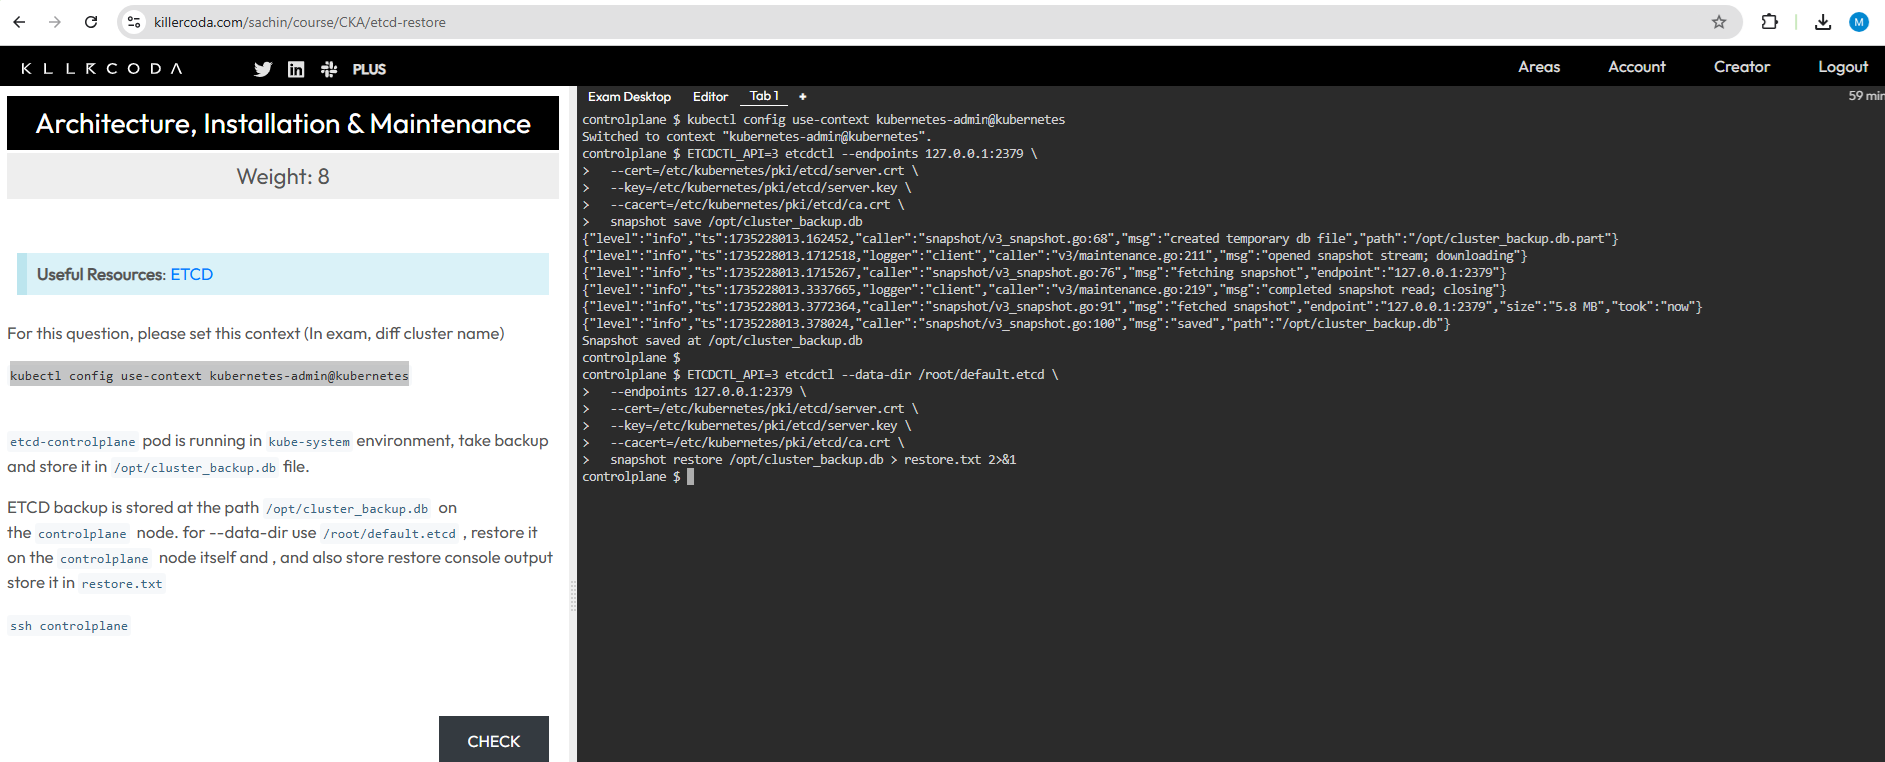 killercoda.com/sachin/course/CKA/etcd-restore
M
KLLRCODA
PLUS
Areas
Account
Creator
Logout
Architecture, Installation & Maintenance
Weight: 8
Useful Resources: ETCD
For this question, please set this context (In exam, diff cluster name)
kubectl config use-context kubernetes-admin@kubernetes
etcd-controlplane pod is running in kube-system environment, take backup
and store it in /opt/cluster_backup.db file.
ETCD backup is stored at the path /opt/cluster_backup.db on
the controlplane node. for --data-dir use /root/default.etcd , restore it
on the controlplane node itself and , and also store restore console output
store it in restore.txt
ssh controlplane
CHECK
Exam Desktop
Editor
Tab 1
+
59 min
controlplane $ kubectl config use-context kubernetes-admin@kubernetes
Switched to context "kubernetes-admin@kubernetes".
controlplane $ ETCDCTL_API=3 etcdctl --endpoints 127.0.0.1:2379 \
>   --cert=/etc/kubernetes/pki/etcd/server.crt \
>   --key=/etc/kubernetes/pki/etcd/server.key \
>   --cacert=/etc/kubernetes/pki/etcd/ca.crt \
>   snapshot save /opt/cluster_backup.db
{"level":"info","ts":1735228013.162452,"caller":"snapshot/v3_snapshot.go:68","msg":"created temporary db file","path":"/opt/cluster_backup.db.part"}
{"level":"info","ts":1735228013.1712518,"logger":"client","caller":"v3/maintenance.go:211","msg":"opened snapshot stream; downloading"}
{"level":"info","ts":1735228013.1715267,"caller":"snapshot/v3_snapshot.go:76","msg":"fetching snapshot","endpoint":"127.0.0.1:2379"}
{"level":"info","ts":1735228013.3337665,"logger":"client","caller":"v3/maintenance.go:219","msg":"completed snapshot read; closing"}
{"level":"info","ts":1735228013.3772364,"caller":"snapshot/v3_snapshot.go:91","msg":"fetched snapshot","endpoint":"127.0.0.1:2379","size":"5.8 MB","took":"now"}
{"level":"info","ts":1735228013.378024,"caller":"snapshot/v3_snapshot.go:100","msg":"saved","path":"/opt/cluster_backup.db"}
Snapshot saved at /opt/cluster_backup.db
controlplane $
controlplane $ ETCDCTL_API=3 etcdctl --data-dir /root/default.etcd \
>   --endpoints 127.0.0.1:2379 \
>   --cert=/etc/kubernetes/pki/etcd/server.crt \
>   --key=/etc/kubernetes/pki/etcd/server.key \
>   --cacert=/etc/kubernetes/pki/etcd/ca.crt \
>   snapshot restore /opt/cluster_backup.db > restore.txt 2>&1
controlplane $